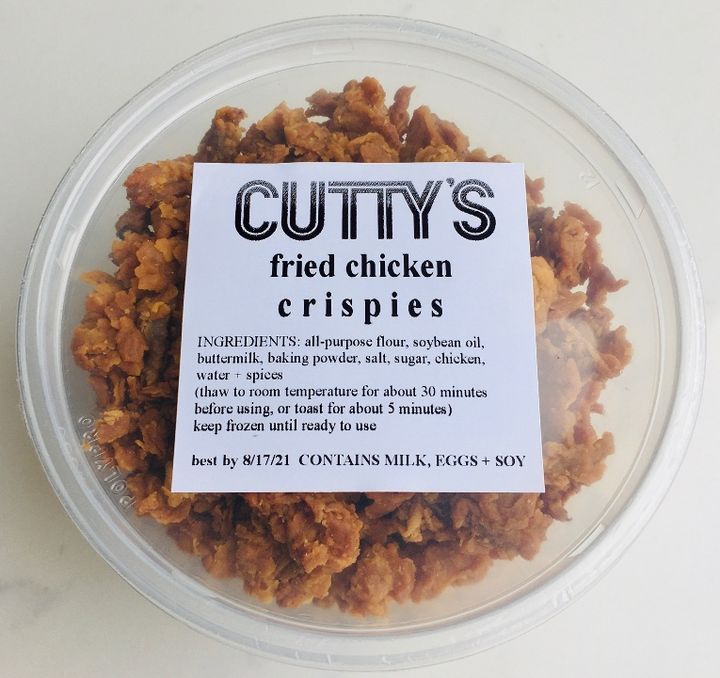 CUTTY'S
fried chicken
crispies
INGREDIENTS: all-purpose flour, soybean oil,
buttermilk, baking powder, salt, sugar, chicken,
water + spices
(thaw to room temperature for about 30 minutes
before using, or toast for about 5 minutes)
keep frozen until ready to use
best by 8/17/21 CONTAINS MILK, EGGS + SOY
POLYPRO